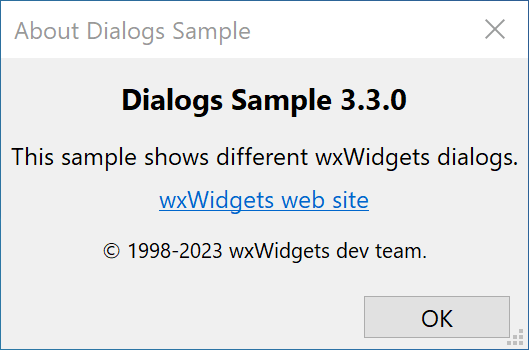 About Dialogs Sample
Dialogs Sample 3.3.0
This sample shows different wxWidgets dialogs.
wxWidgets web site
© 1998-2023 wxWidgets dev team.
OK